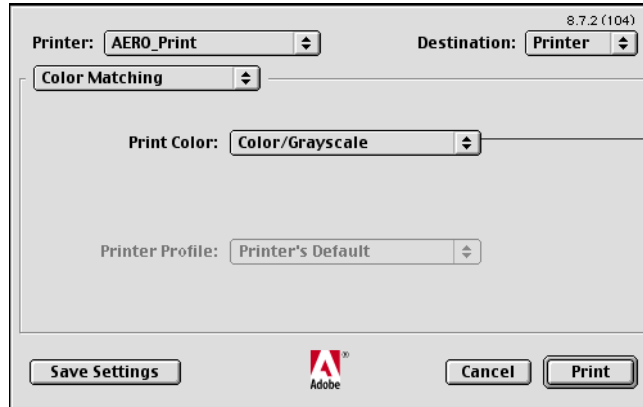 8.7.2 (104)
Printer: AERO_Print Destination: Printer
Color Matching
Print Color: Color/Grayscale
Printer Profile: Printer's Default
Save Settings Adobe® Cancel Print